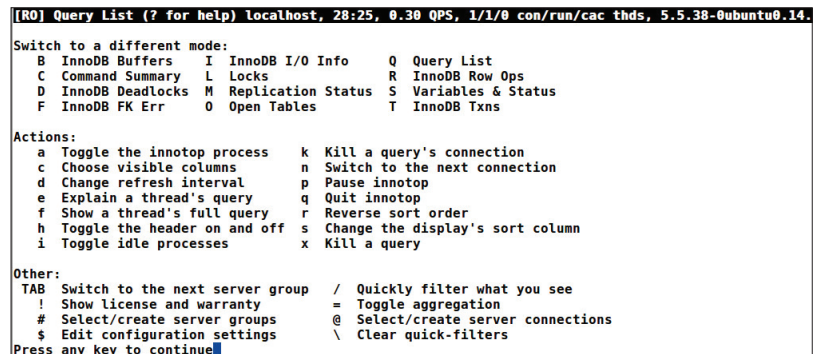 [RO] Query List (? for help) localhost, 28:25, 0.30 QPS, 1/1/0 con/run/cac thds, 5.5.38-0ubuntu0.14.
Switch to a different mode:
B  InnoDB Buffers    I  InnoDB I/O Info     Q  Query List
C  Command Summary   L  Locks               R  InnoDB Row Ops
D  InnoDB Deadlocks  M  Replication Status  S  Variables & Status
F  InnoDB FK Err     O  Open Tables         T  InnoDB Txns
Actions:
a  Toggle the innotop process    k  Kill a query's connection
c  Choose visible columns        n  Switch to the next connection
d  Change refresh interval       p  Pause innotop
e  Explain a thread's query      q  Quit innotop
f  Show a thread's full query    r  Reverse sort order
h  Toggle the header on and off  s  Change the display's sort column
i  Toggle idle processes         x  Kill a query
Other:
TAB  Switch to the next server group   /  Quickly filter what you see
!  Show license and warranty         =  Toggle aggregation
#  Select/create server groups       @  Select/create server connections
$  Edit configuration settings       \  Clear quick-filters
Press any key to continue